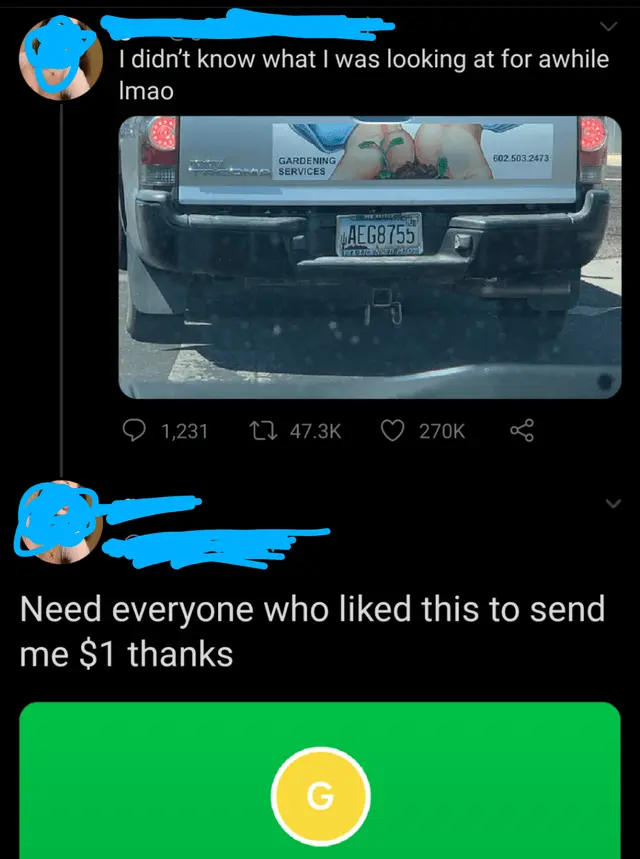 I didn't know what I was looking at for awhile
lmao
GARDENING
SERVICES
602.503.2473
TACOMA
AEG8755
1,231
47.3K
270K
Need everyone who liked this to send
me $1 thanks
G